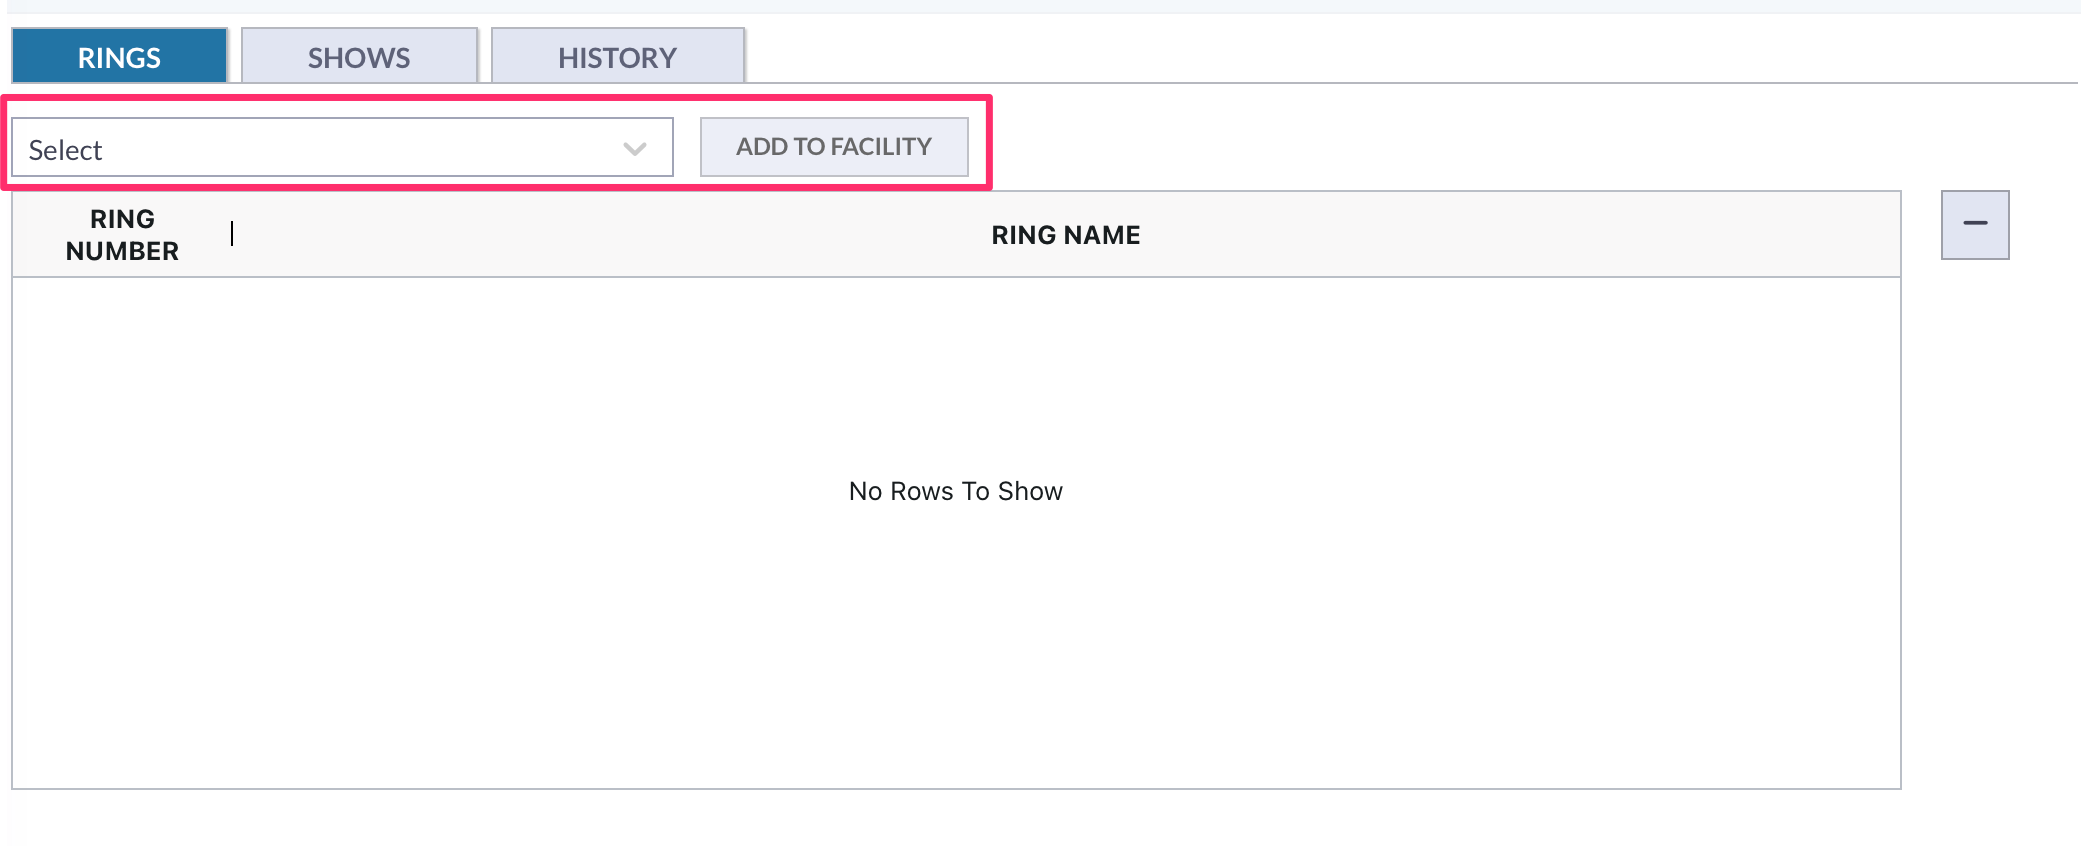 RINGS SHOWS HISTORY
Select ADD TO FACILITY
RING
NUMBER
RING NAME
No Rows To Show